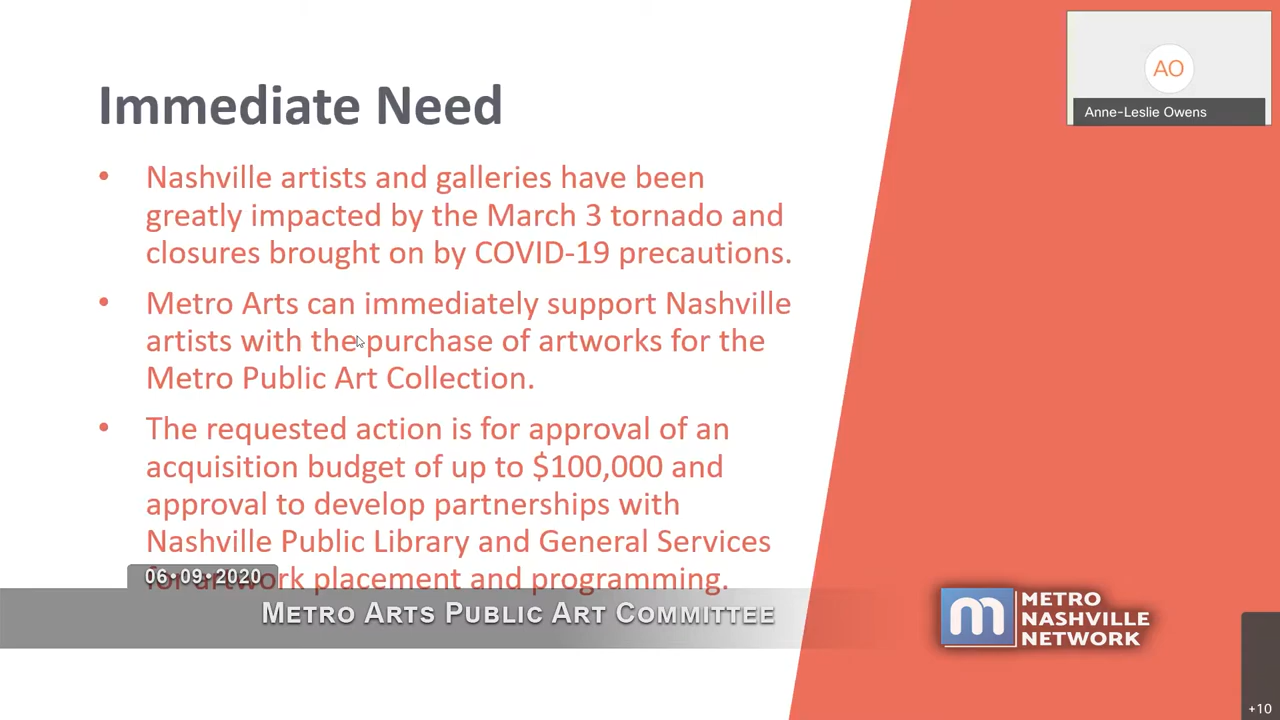 Immediate Need
• Nashville artists and galleries have been
greatly impacted by the March 3 tornado and
closures brought on by COVID-19 precautions.
• Metro Arts can immediately support Nashville
artists with the purchase of artworks for the
Metro Public Art Collection.
• The requested action is for approval of an
acquisition budget of up to $100,000 and
approval to develop partnerships with
Nashville Public Library and General Services
for artwork placement and programming.
06•09•2020
METRO ARTS PUBLIC ART COMMITTEE
AO
Anne-Leslie Owens
m
METRO
NASHVILLE
NETWORK
+10